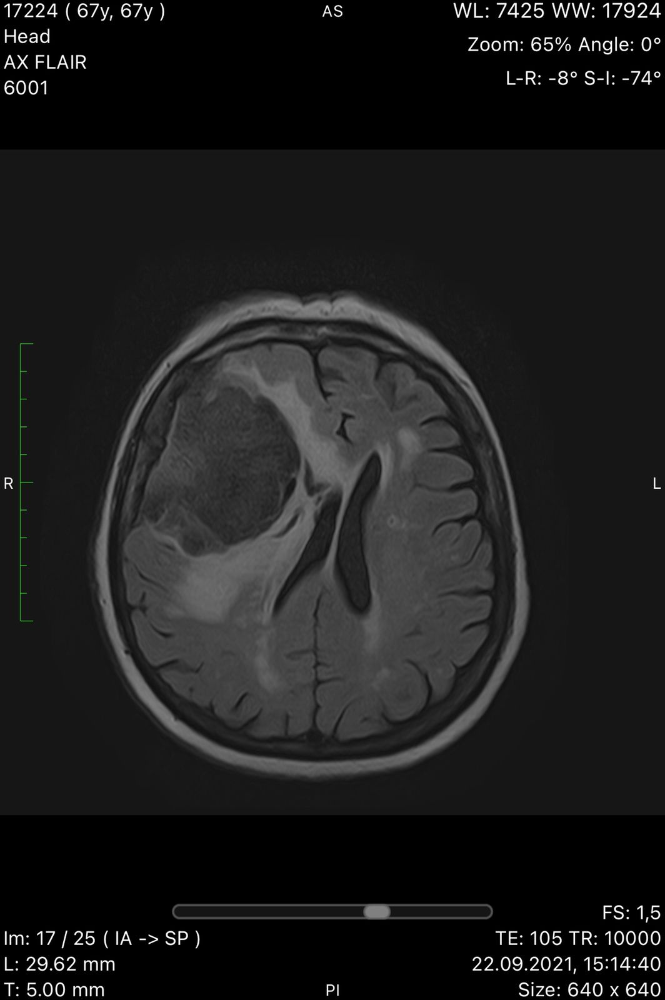 17224 ( 67y, 67y )
Head
AX FLAIR
6001
AS
WL: 7425 WW: 17924
Zoom: 65% Angle: 0°
L-R: -8° S-I: -74°
R
L
Im: 17 / 25 ( IA -> SP )
L: 29.62 mm
T: 5.00 mm
PI
FS: 1,5
TE: 105 TR: 10000
22.09.2021, 15:14:40
Size: 640 x 640